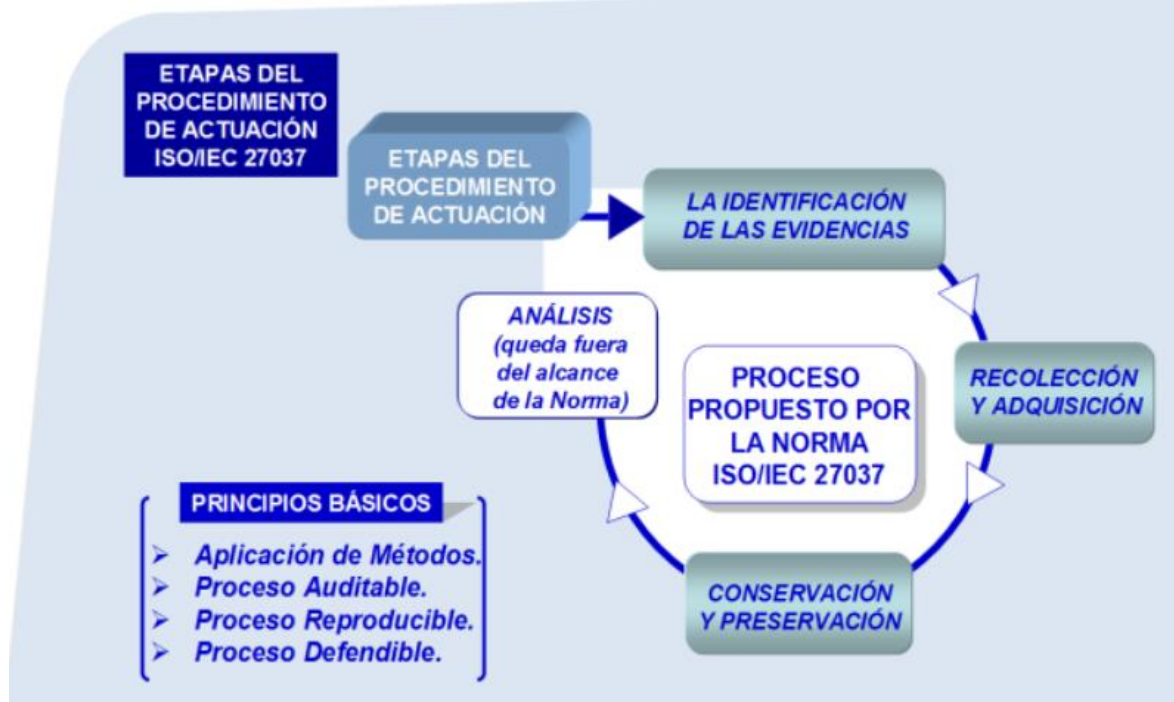 ETAPAS DEL
PROCEDIMIENTO
DE ACTUACIÓN
ISO/IEC 27037
ETAPAS DEL
PROCEDIMIENTO
DE ACTUACIÓN
LA IDENTIFICACIÓN
DE LAS EVIDENCIAS
RECOLECCIÓN
Y ADQUISICIÓN
CONSERVACIÓN
Y PRESERVACIÓN
ANÁLISIS
(queda fuera
del alcance
de la Norma)
PROCESO
PROPUESTO POR
LA NORMA
ISO/IEC 27037
PRINCIPIOS BÁSICOS
➢ Aplicación de Métodos.
➢ Proceso Auditable.
➢ Proceso Reproducible.
➢ Proceso Defendible.